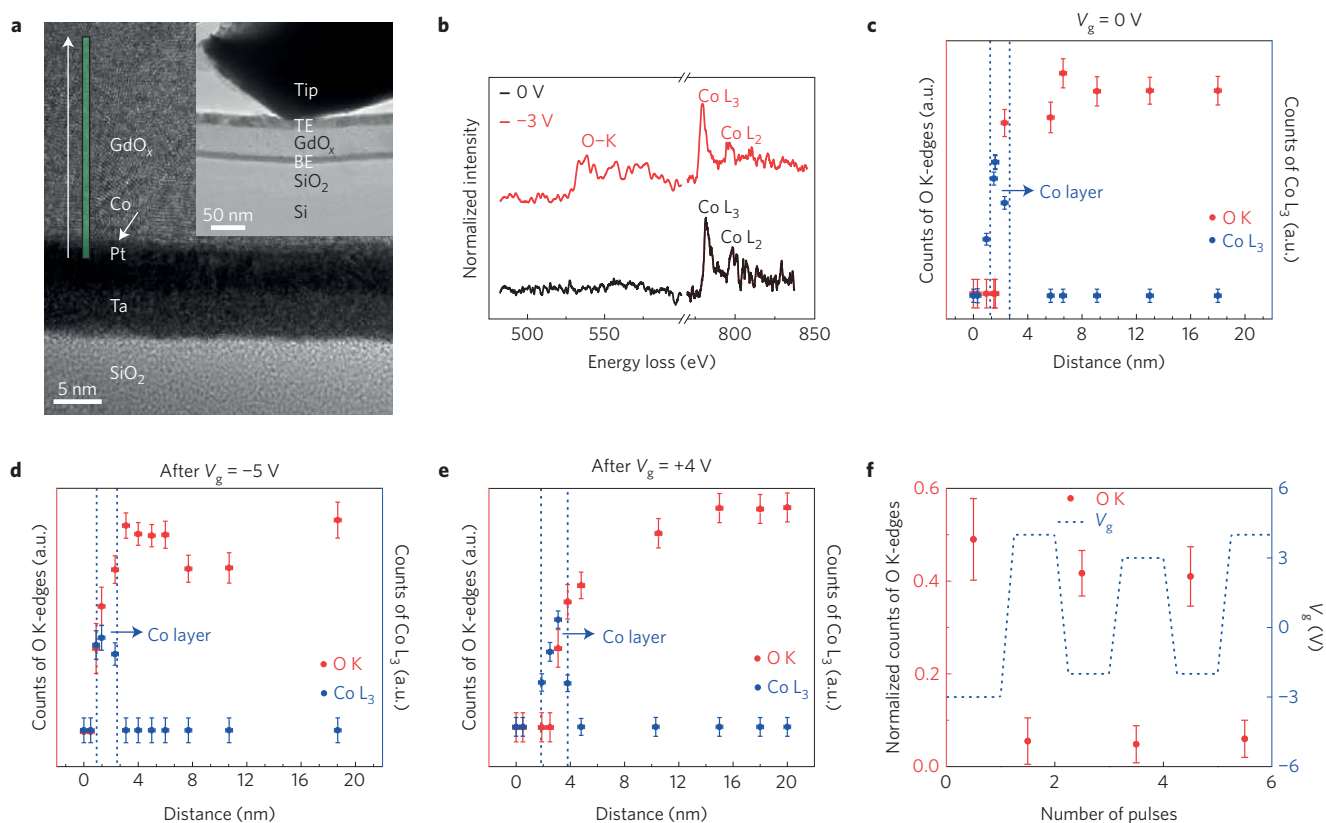 a
GdOx
Co
Pt
Ta
SiO2
5 nm
Tip
TE
GdOx
BE
SiO2
Si
50 nm
b
Normalized intensity
0 V
−3 V
O−K
Co L3
Co L2
Co L3
Co L2
500
550
800
850
Energy loss (eV)
c
Vg = 0 V
Counts of O K-edges (a.u.)
Counts of Co L3 (a.u.)
Co layer
O K
Co L3
0
4
8
12
16
20
Distance (nm)
d
After Vg = −5 V
Counts of O K-edges (a.u.)
Counts of Co L3 (a.u.)
Co layer
O K
Co L3
0
4
8
12
16
20
Distance (nm)
e
After Vg = +4 V
Counts of O K-edges (a.u.)
Counts of Co L3 (a.u.)
Co layer
O K
Co L3
0
4
8
12
16
20
Distance (nm)
f
Normalized counts of O K-edges
0.6
0.4
0.2
0.0
O K
Vg
6
3
0
−3
−6
Vg (V)
0
2
4
6
Number of pulses